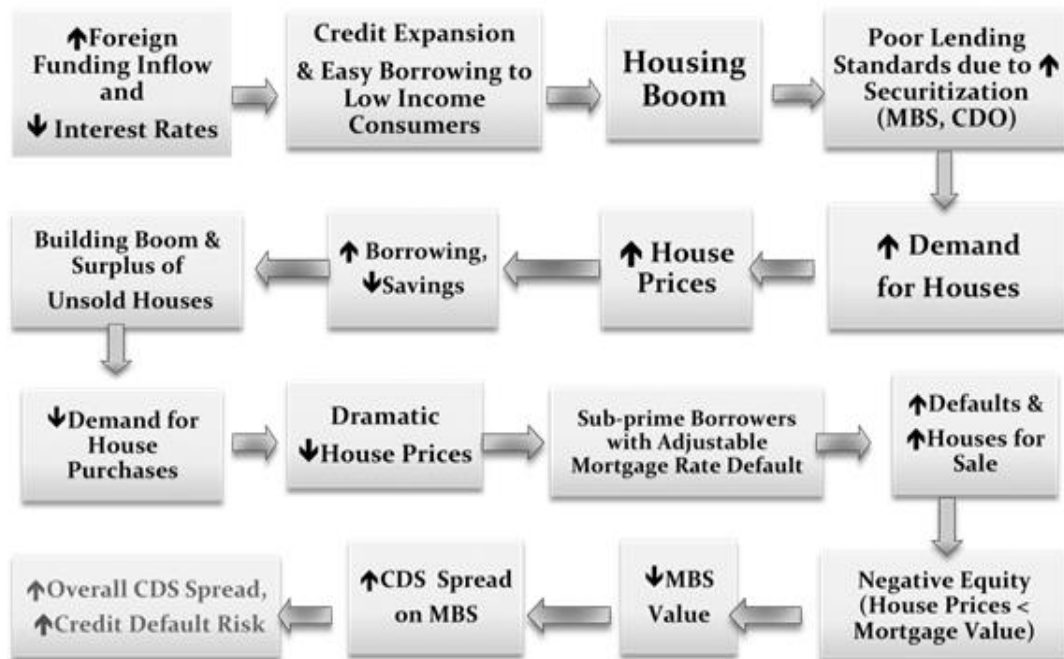 ↑Foreign
Funding Inflow
and
↓ Interest Rates
Credit Expansion
& Easy Borrowing to
Low Income
Consumers
Housing
Boom
Poor Lending
Standards due to ↑
Securitization
(MBS, CDO)
↑ Demand
for Houses
↑ House
Prices
↑ Borrowing,
↓Savings
Building Boom &
Surplus of
Unsold Houses
↓Demand for
House
Purchases
Dramatic
↓House Prices
Sub-prime Borrowers
with Adjustable
Mortgage Rate Default
↑Defaults &
↑Houses for
Sale
Negative Equity
(House Prices <
Mortgage Value)
↓MBS
Value
↑CDS Spread
on MBS
↑Overall CDS Spread,
↑Credit Default Risk